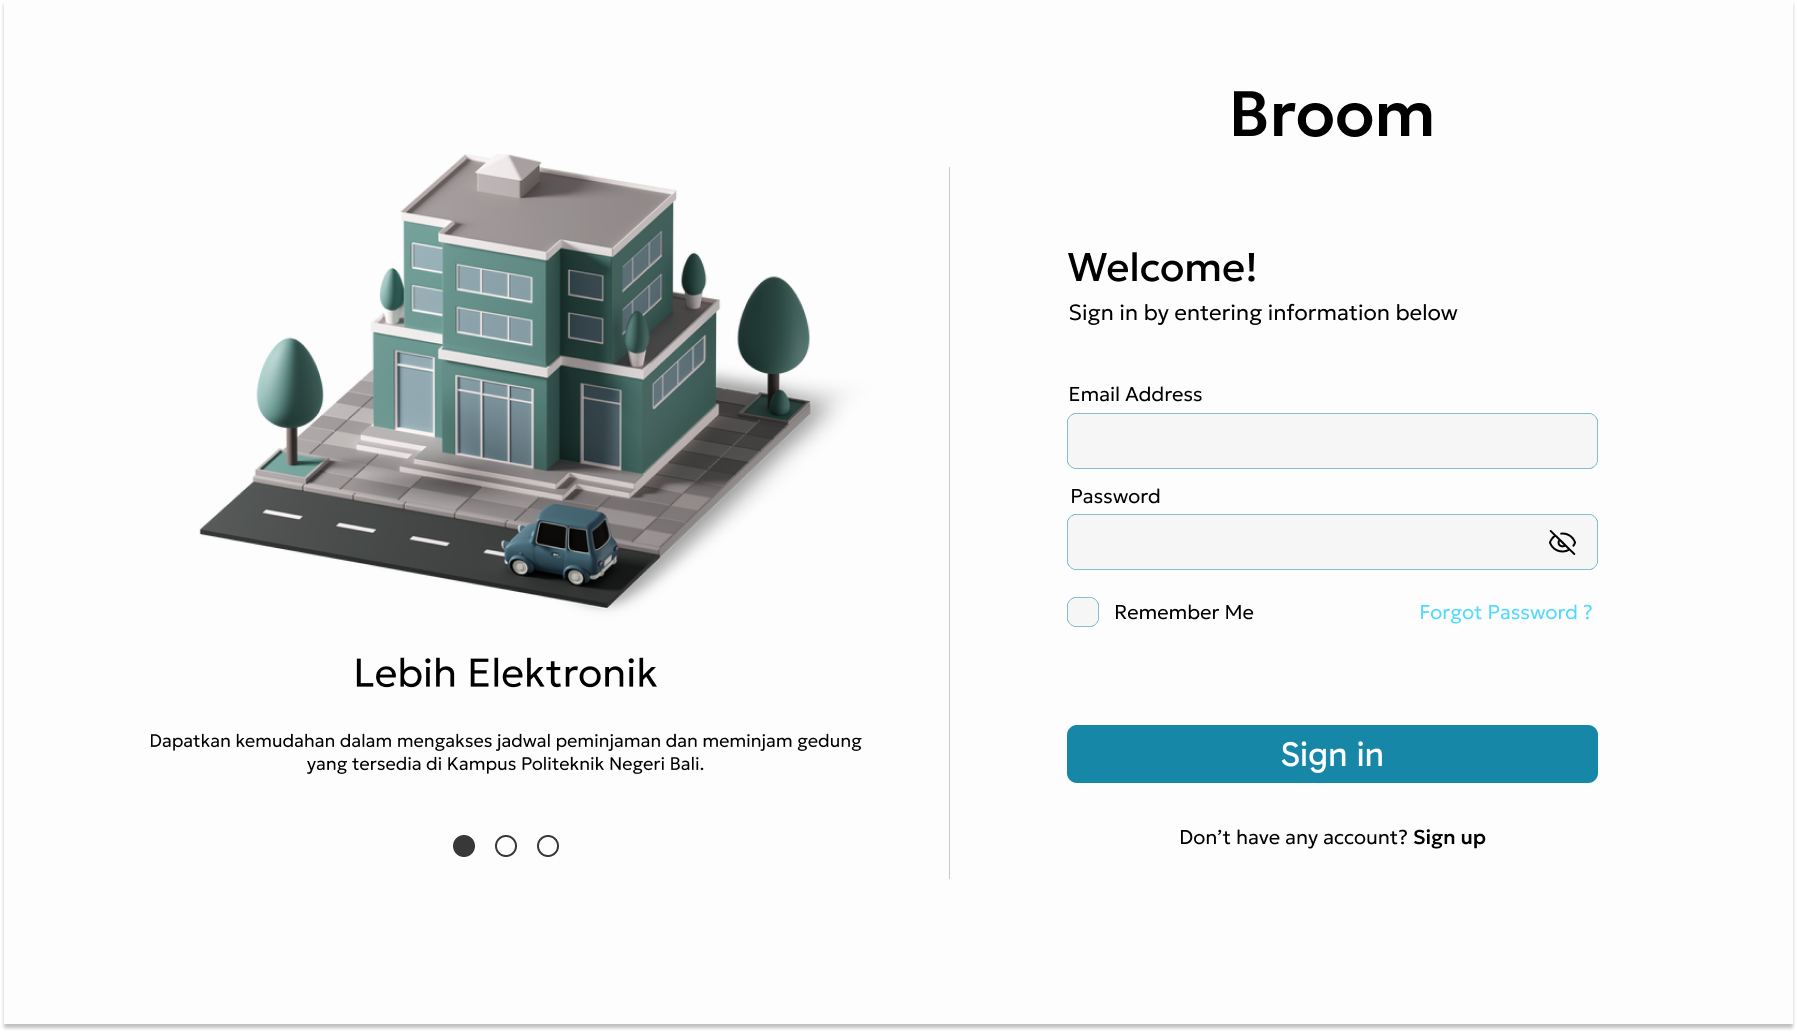 Broom
Welcome!
Sign in by entering information below
Email Address
Password
Remember Me
Forgot Password ?
Sign in
Don’t have any account? Sign up
Lebih Elektronik
Dapatkan kemudahan dalam mengakses jadwal peminjaman dan meminjam gedung
yang tersedia di Kampus Politeknik Negeri Bali.